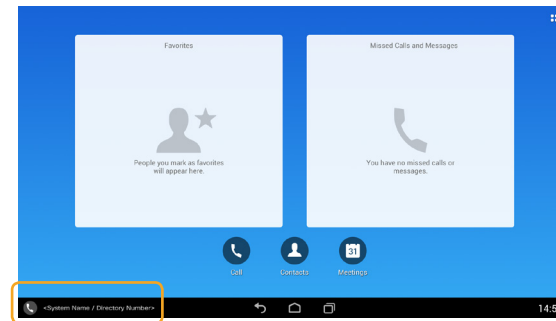 Favorites
People you mark as favorites
will appear here.
Missed Calls and Messages
You have no missed calls or
messages.
Call
31
Contacts
Meetings
<System Name / Directory Number>